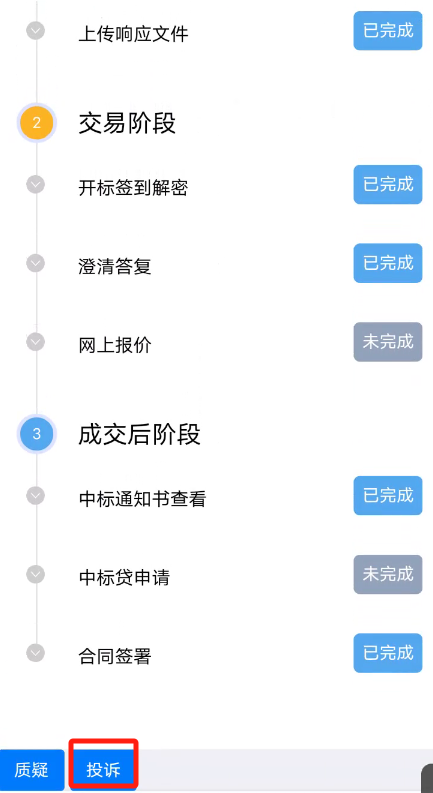 上传响应文件 已完成
2 交易阶段
开标签到解密 已完成
澄清答复 已完成
网上报价 未完成
3 成交后阶段
中标通知书查看 已完成
中标贷申请 未完成
合同签署 已完成
质疑 投诉